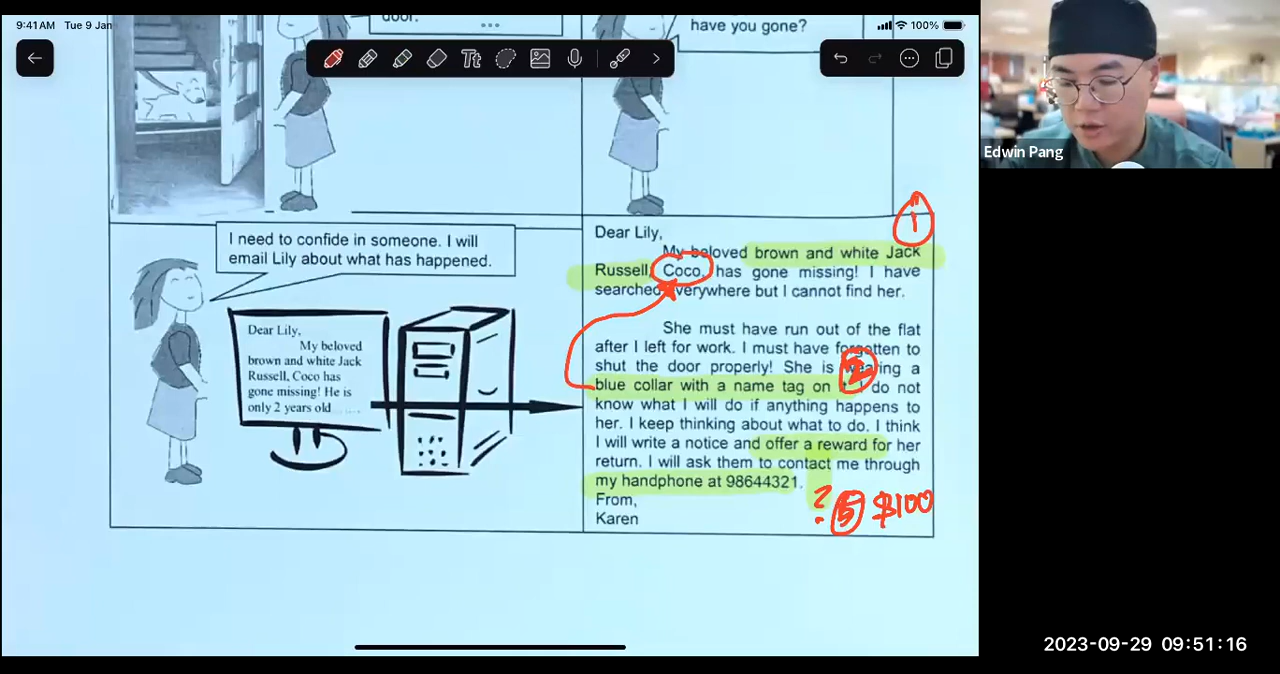 9:41 AM Tue 9 Jan
100%
door.
have you gone?
Tt
Edwin Pang
I need to confide in someone. I will
email Lily about what has happened.
Dear Lily,
My beloved
brown and white Jack
Russell, Coco has
gone missing! He is
only 2 years old
Dear Lily,
My beloved brown and white Jack
Russell, Coco, has gone missing! I have
searched everywhere but I cannot find her.
She must have run out of the flat
after I left for work. I must have forgotten to
shut the door properly! She is wearing a
blue collar with a name tag on it. I do not
know what I will do if anything happens to
her. I keep thinking about what to do. I think
I will write a notice and offer a reward for her
return. I will ask them to contact me through
my handphone at 98644321.
From,
Karen
1
2
? 5 $100
2023-09-29 09:51:16